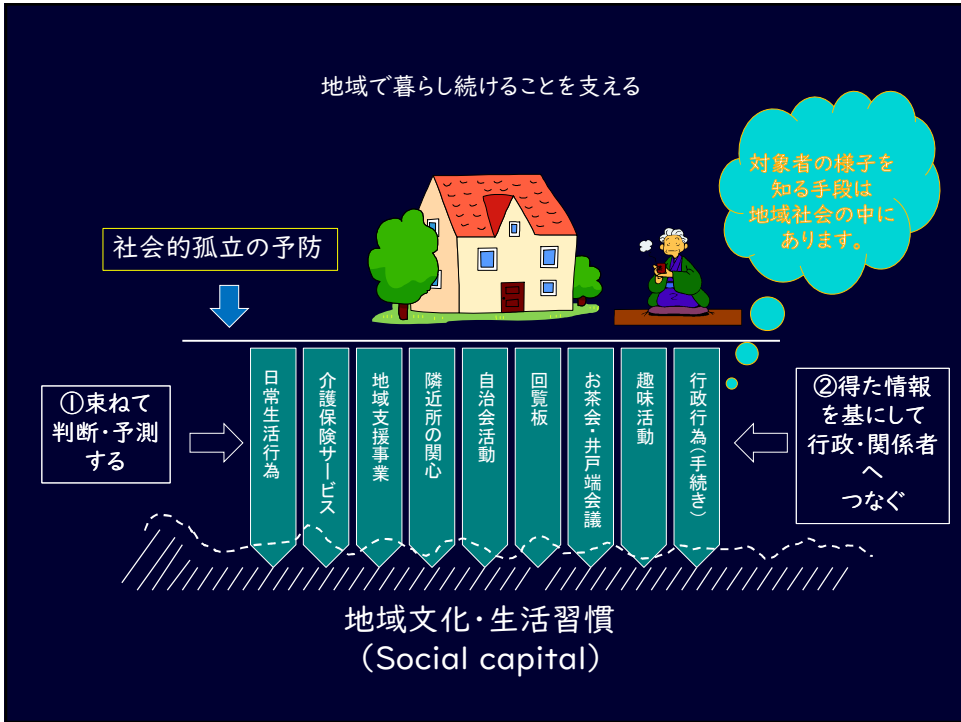 地域で暮らし続けることを支える
対象者の様子を
知る手段は
地域社会の中に
あります。
社会的孤立の予防
①束ねて
判断・予測
する
日常生活行為
介護保険サービス
地域支援事業
隣近所の関心
自治会活動
回覧板
お茶会・井戸端会議
趣味活動
行政行為(手続き)
②得た情報
を基にして
行政・関係者
へ
つなぐ
地域文化・生活習慣
(Social capital)